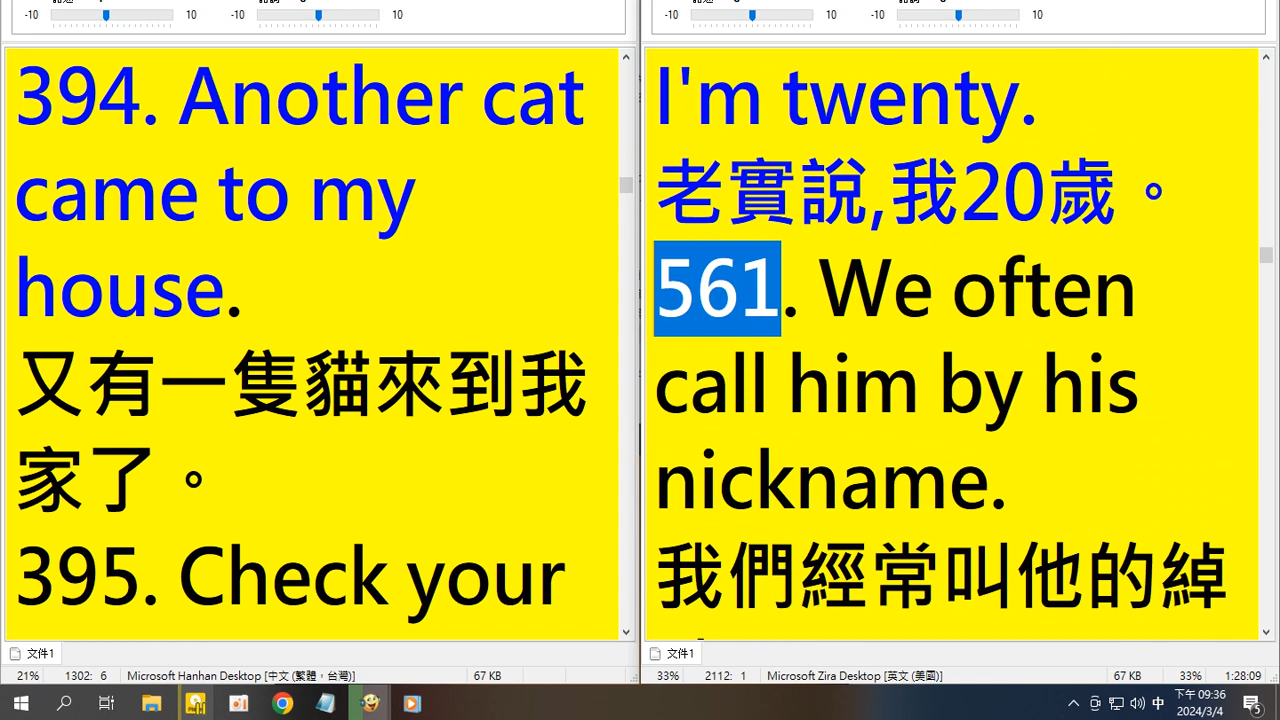 -10 10 -10 10
394. Another cat
came to my
house.
又有一隻貓來到我
家了。
395. Check your
文件1
21% 1302: 6 Microsoft Hanhan Desktop [中文 (繁體，台灣)] 67 KB
-10 10 -10 10
I'm twenty.
老實說,我20歲。
561. We often
call him by his
nickname.
我們經常叫他的綽
文件1
33% 2112: 1 Microsoft Zira Desktop [英文 (美國)] 67 KB 33% 1:28:09
中
下午 09:36
2024/3/4
5